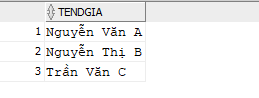 TENDGIA
1 Nguyễn Văn A
2 Nguyễn Thị B
3 Trần Văn C